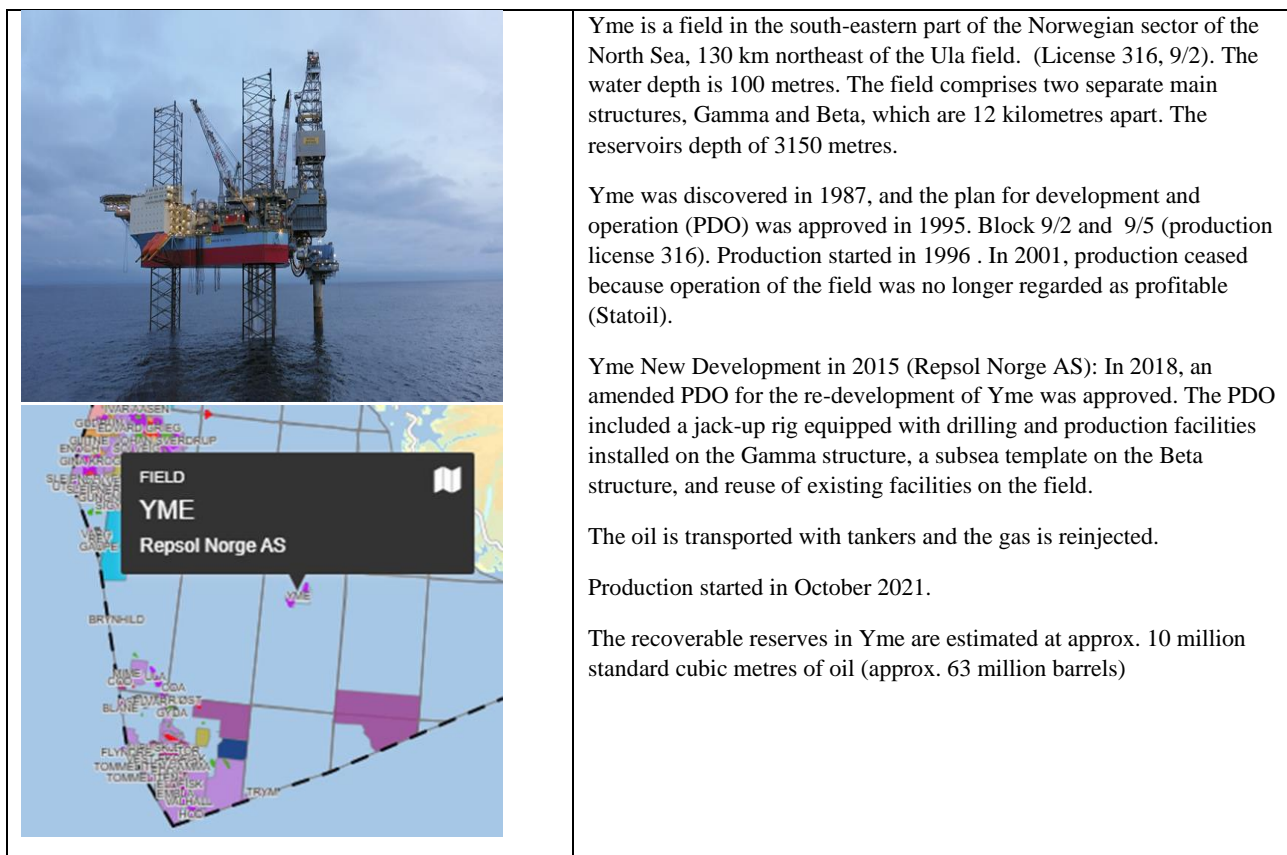 IVAR AASEN
EDVARD GRIEG
FIELD
YME
Repsol Norge AS
YME
BRYNHILD
ODA
BLANE
GYDA
TRYM
VALHALL
HOD
Yme is a field in the south-eastern part of the Norwegian sector of the
North Sea, 130 km northeast of the Ula field.  (License 316, 9/2). The
water depth is 100 metres. The field comprises two separate main
structures, Gamma and Beta, which are 12 kilometres apart. The
reservoirs depth of 3150 metres.
Yme was discovered in 1987, and the plan for development and
operation (PDO) was approved in 1995. Block 9/2 and  9/5 (production
license 316). Production started in 1996 . In 2001, production ceased
because operation of the field was no longer regarded as profitable
(Statoil).
Yme New Development in 2015 (Repsol Norge AS): In 2018, an
amended PDO for the re-development of Yme was approved. The PDO
included a jack-up rig equipped with drilling and production facilities
installed on the Gamma structure, a subsea template on the Beta
structure, and reuse of existing facilities on the field.
The oil is transported with tankers and the gas is reinjected.
Production started in October 2021.
The recoverable reserves in Yme are estimated at approx. 10 million
standard cubic metres of oil (approx. 63 million barrels)